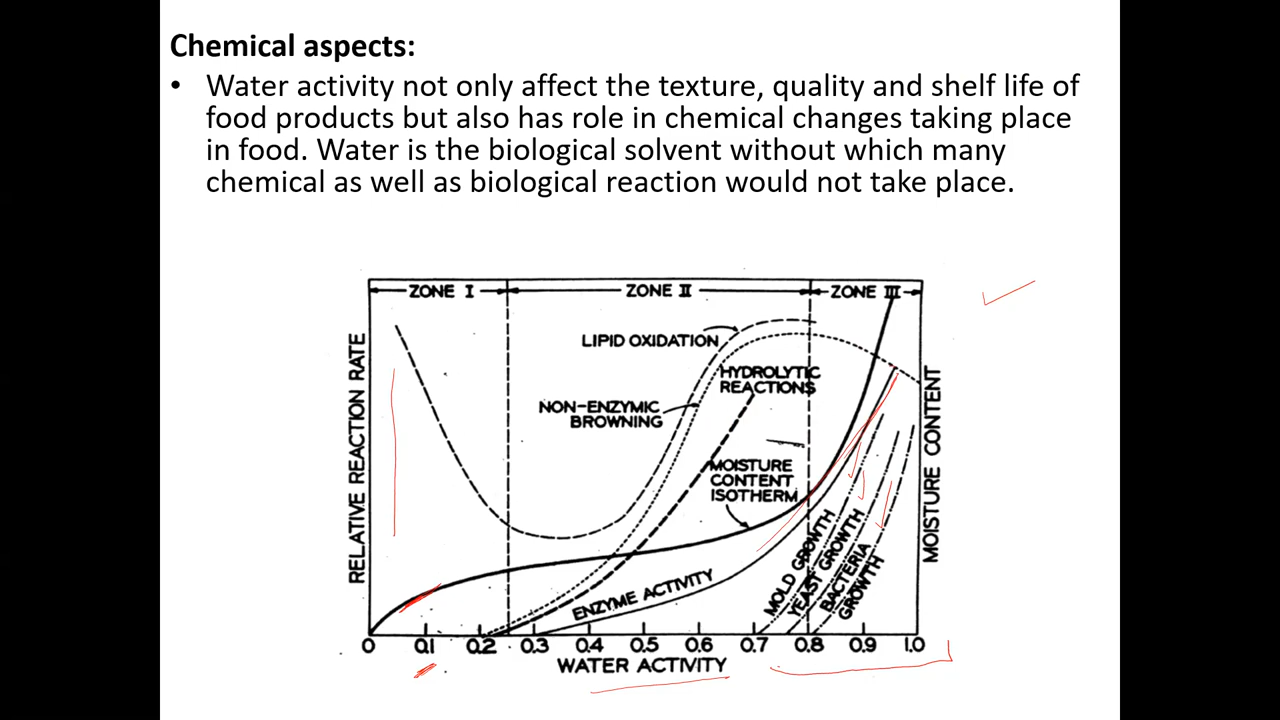 Chemical aspects:
• Water activity not only affect the texture, quality and shelf life of
food products but also has role in chemical changes taking place
in food. Water is the biological solvent without which many
chemical as well as biological reaction would not take place.
ZONE I
ZONE II
ZONE III
LIPID OXIDATION
HYDROLYTIC
REACTIONS
NON-ENZYMIC
BROWNING
MOISTURE
CONTENT
ISOTHERM
ENZYME ACTIVITY
MOLD GROWTH
YEAST GROWTH
BACTERIA
GROWTH
RELATIVE REACTION RATE
MOISTURE CONTENT
0 0.1 0.2 0.3 0.4 0.5 0.6 0.7 0.8 0.9 1.0
WATER ACTIVITY